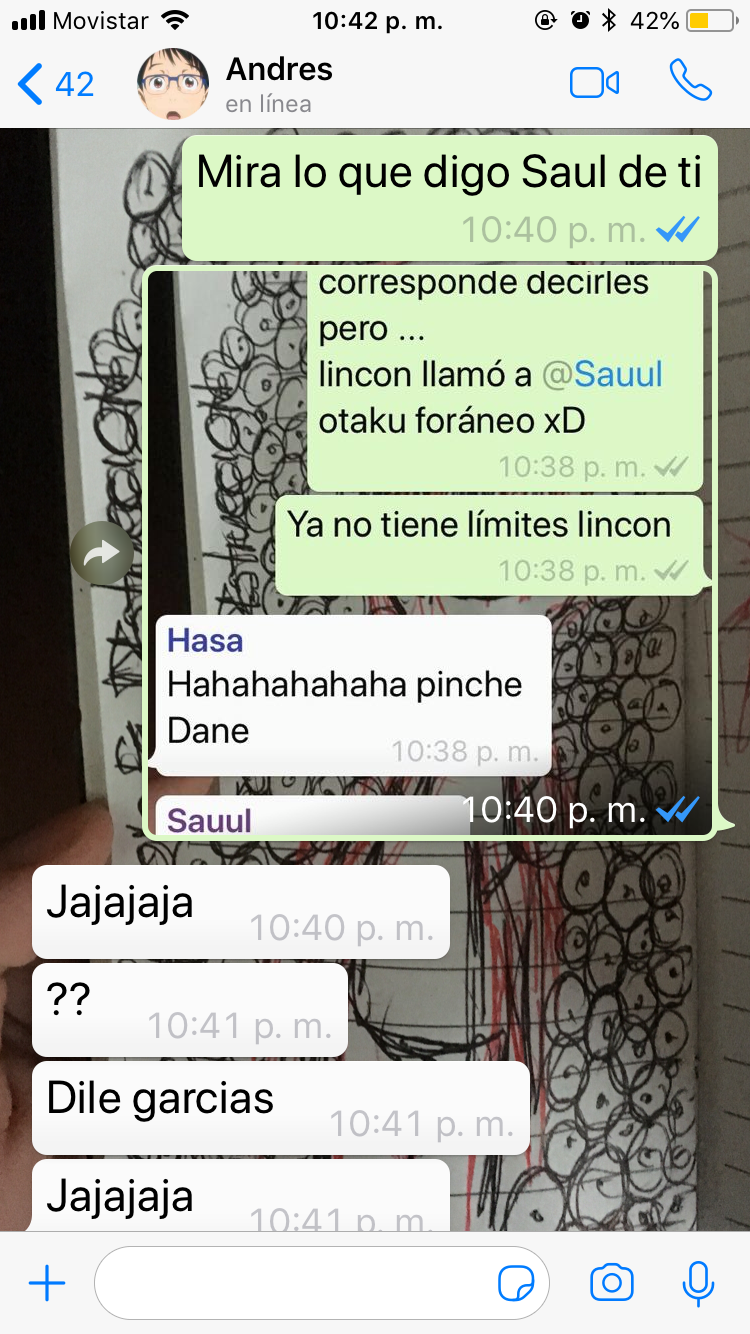 Movistar 10:42 p. m. 42%
42 Andres
en línea
Mira lo que digo Saul de ti
10:40 p. m.
corresponde decirles
pero ...
lincon llamó a @Sauul
otaku foráneo xD
10:38 p. m.
Ya no tiene límites lincon
10:38 p. m.
Hasa
Hahahahahaha pinche
Dane
10:38 p. m.
Sauul
10:40 p. m.
Jajajaja
10:40 p. m.
??
10:41 p. m.
Dile garcias
10:41 p. m.
Jajajaja
10:41 p. m.